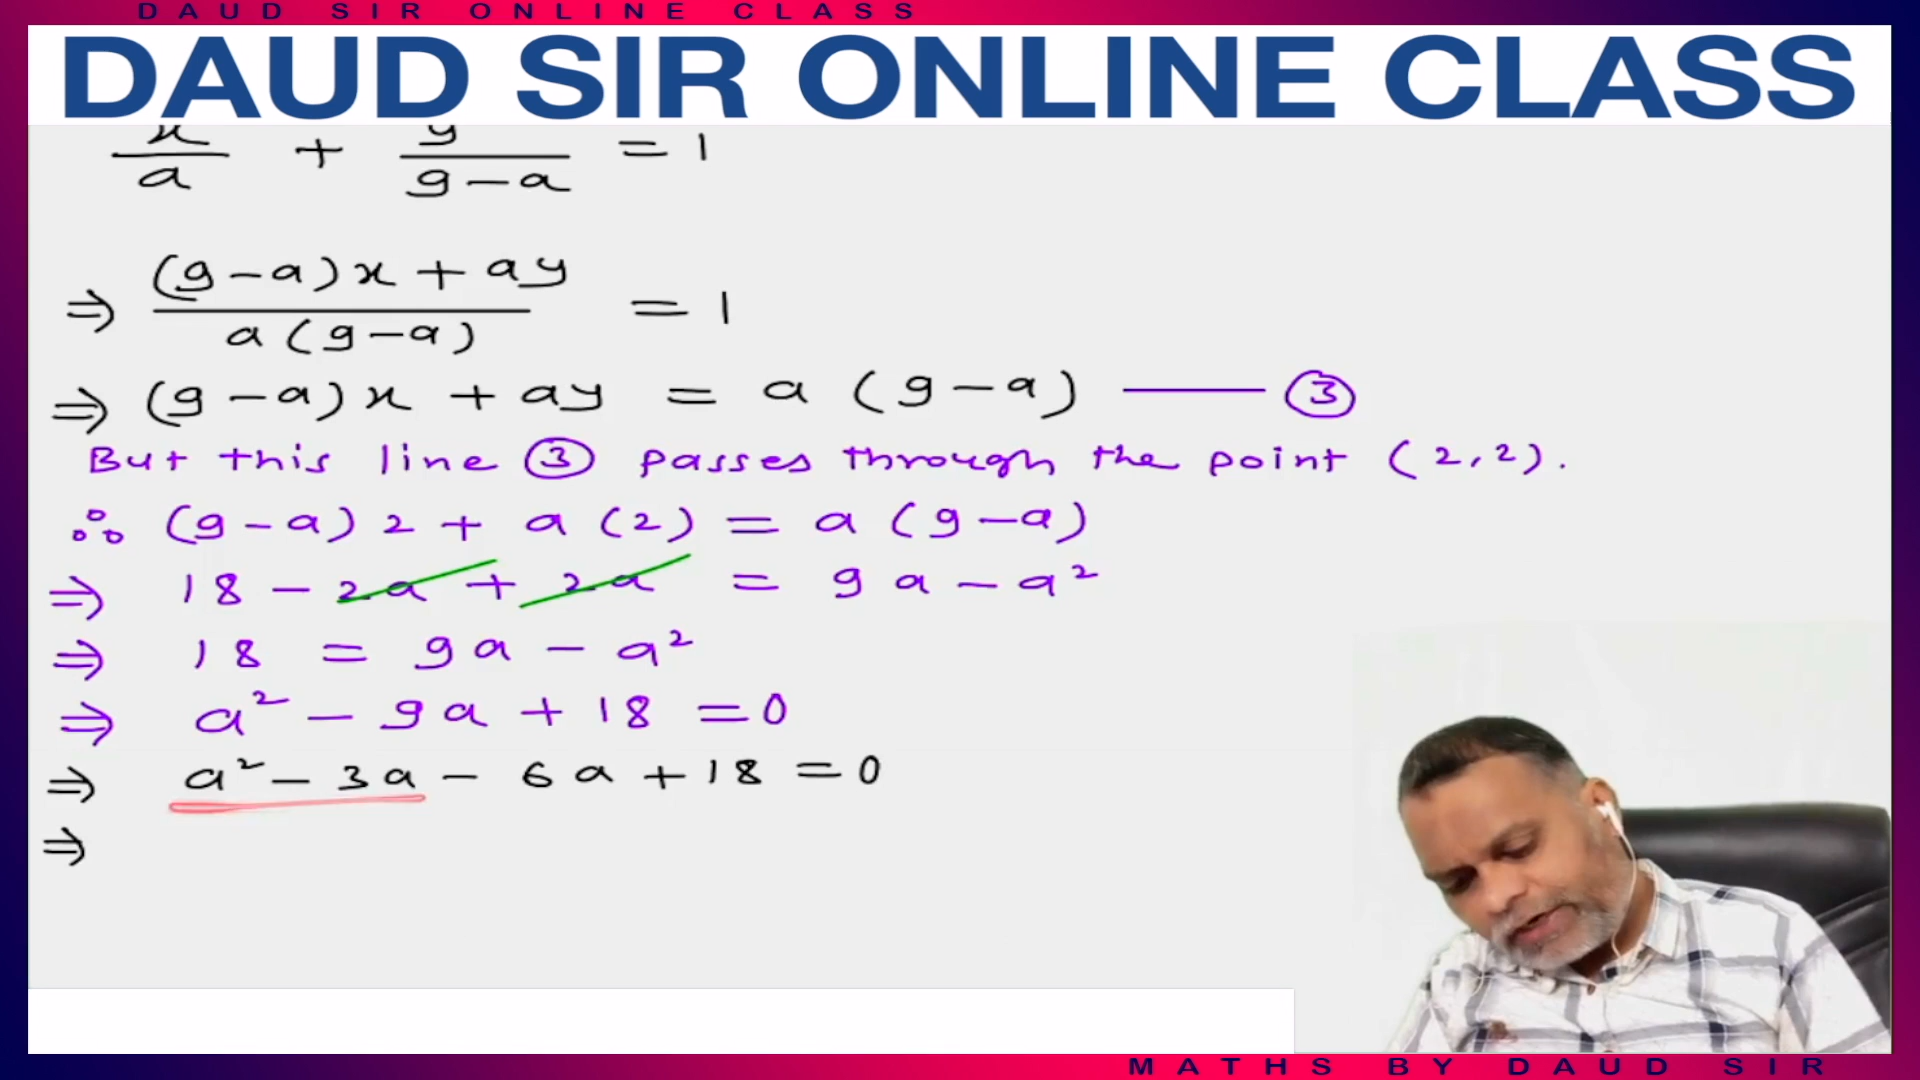 DAUD SIR ONLINE CLASS
DAUD SIR ONLINE CLASS
x/a + y/9-a = 1
⇒ (9-a)x + ay / a(9-a) = 1
⇒ (9-a)x + ay = a (9-a) —— ③
But this line ③ passes through the point (2,2).
∴ (9-a)2 + a(2) = a(9-a)
⇒ 18 - 2a + 2a = 9a - a²
⇒ 18 = 9a - a²
⇒ a² - 9a + 18 = 0
⇒ a² - 3a - 6a + 18 = 0
⇒
MATHS BY DAUD SIR